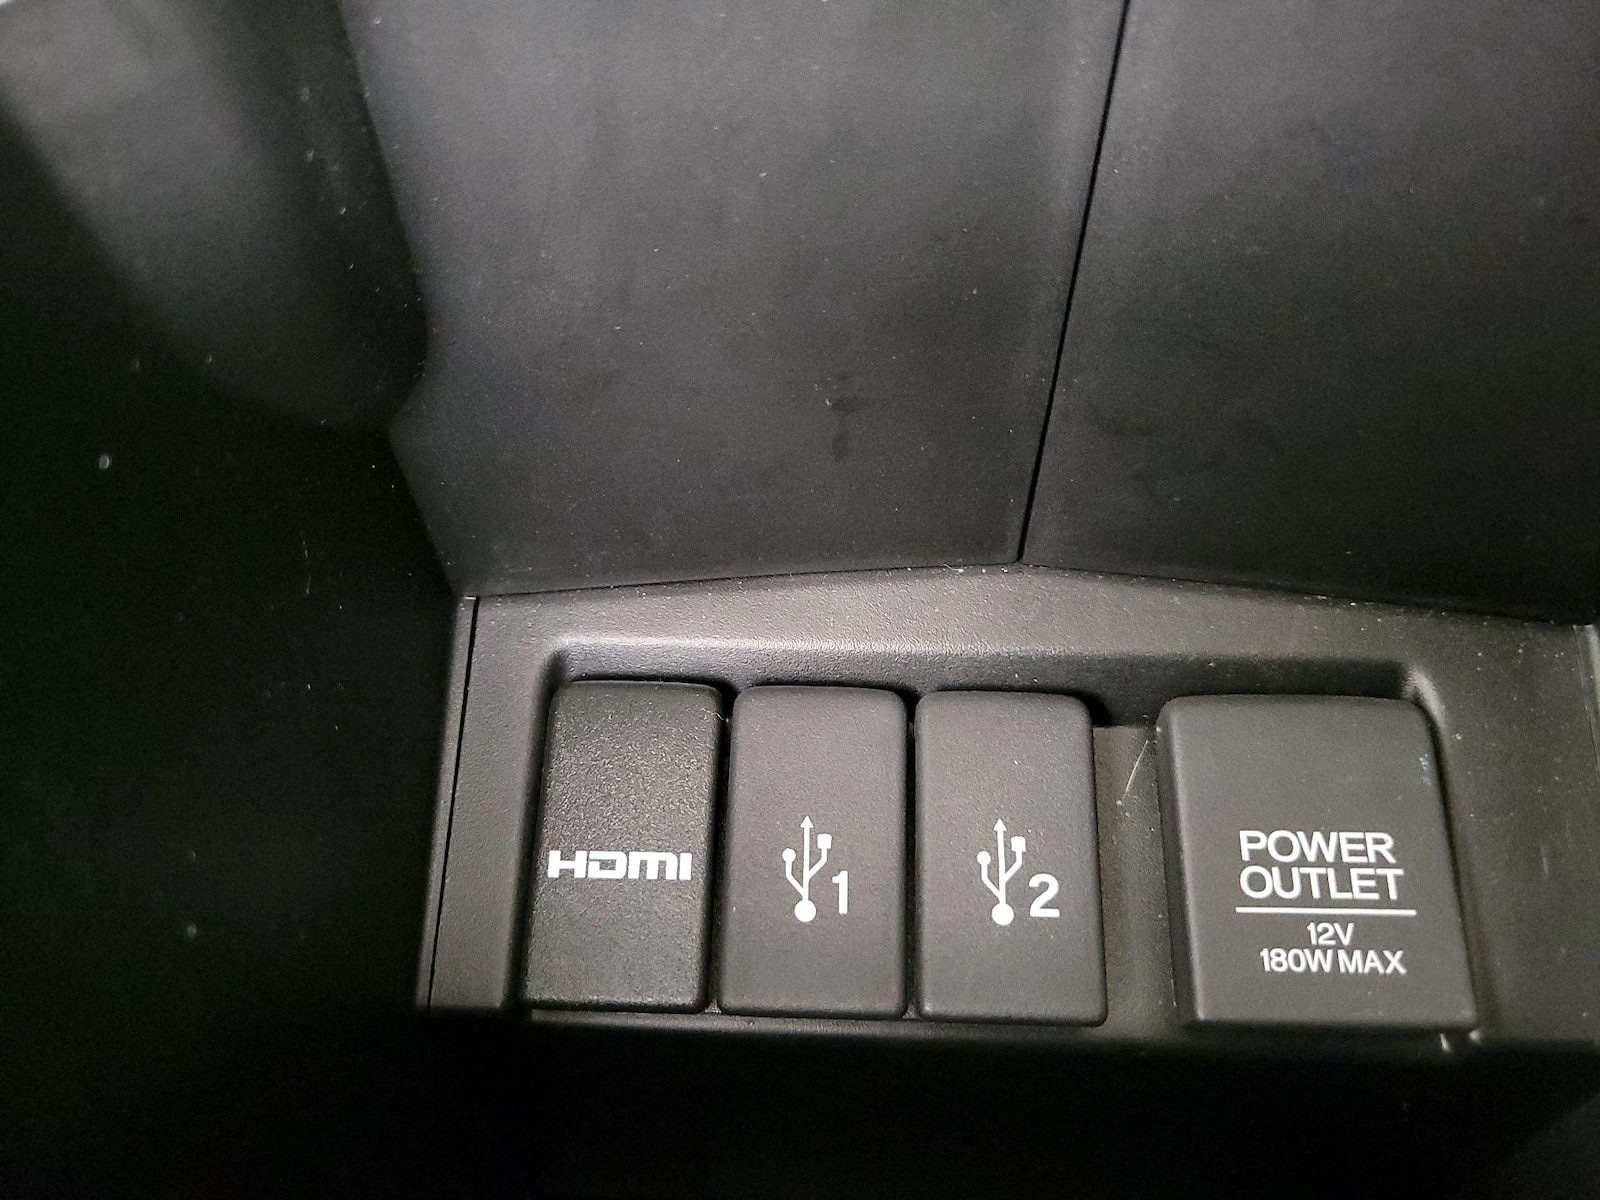 HDMI
1
2
POWER
OUTLET
12V
180W MAX